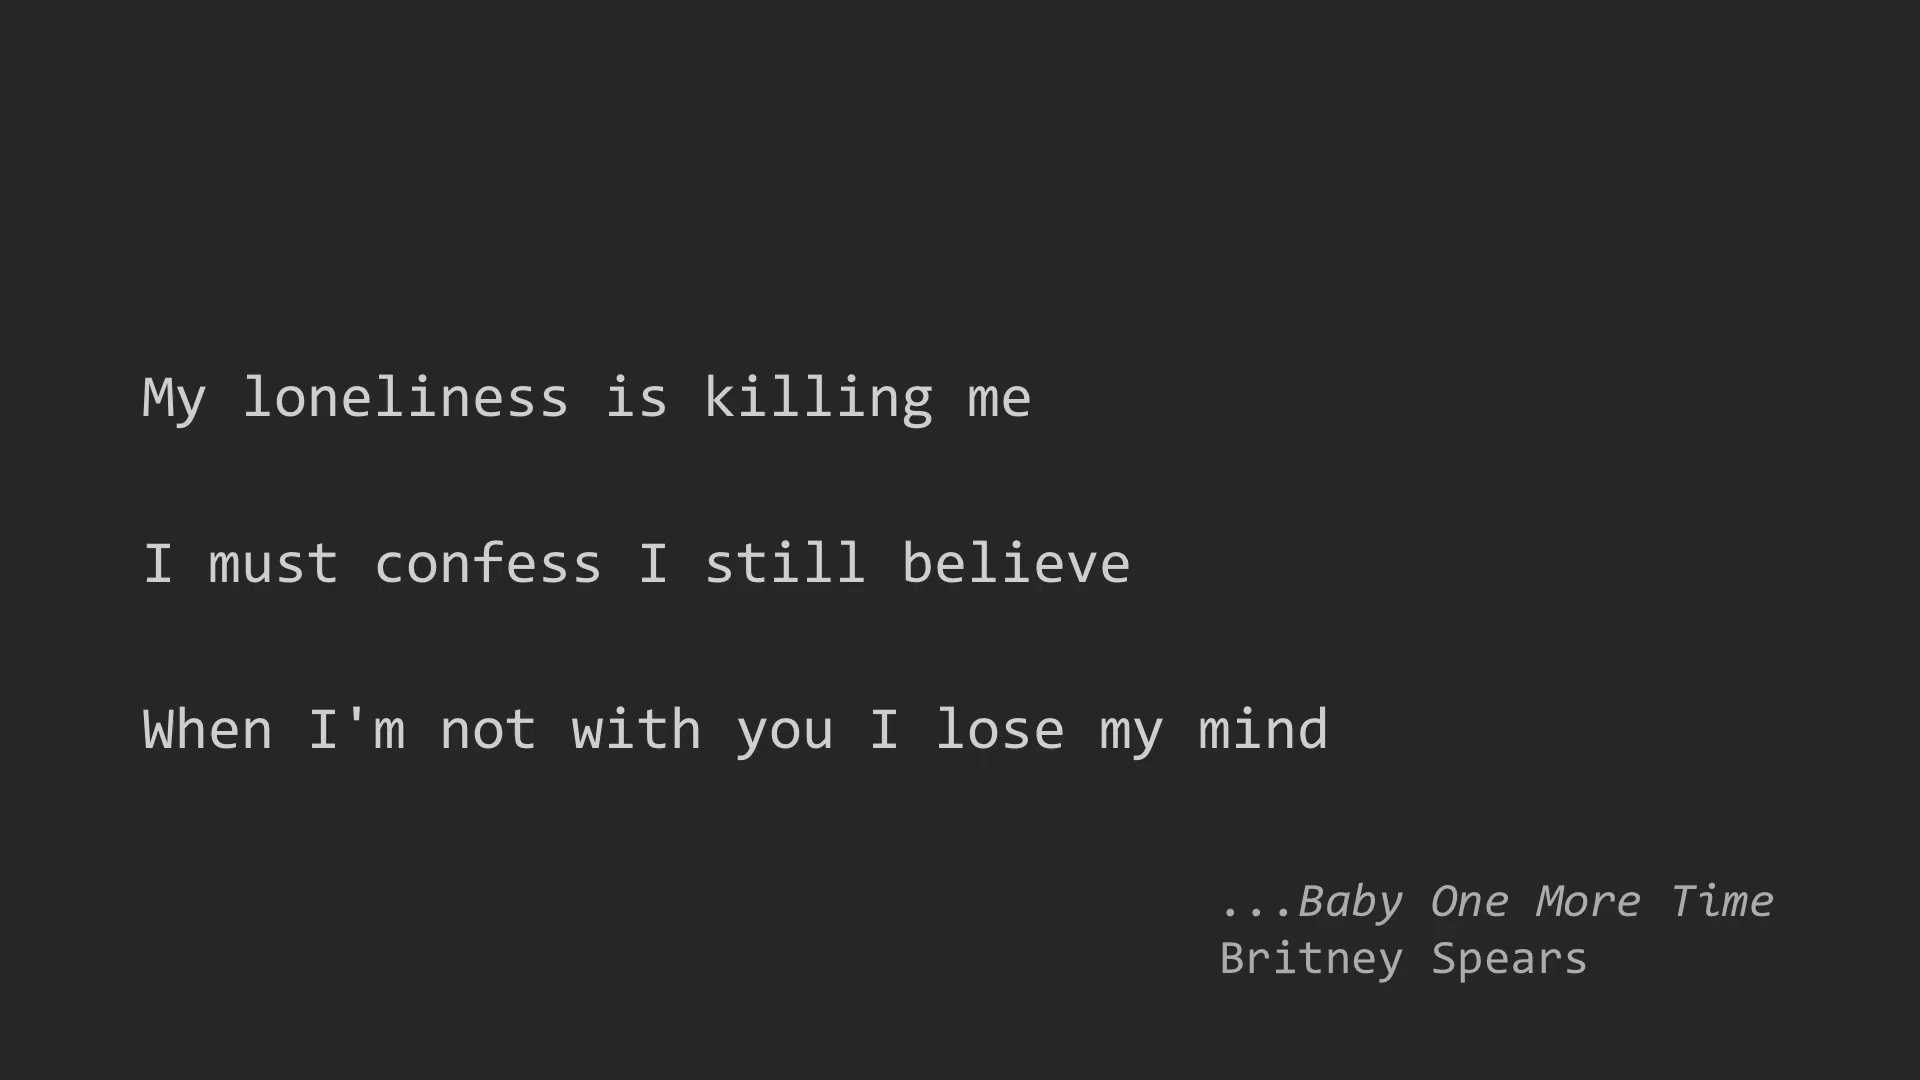 My loneliness is killing me
I must confess I still believe
When I'm not with you I lose my mind
...Baby One More Time
Britney Spears